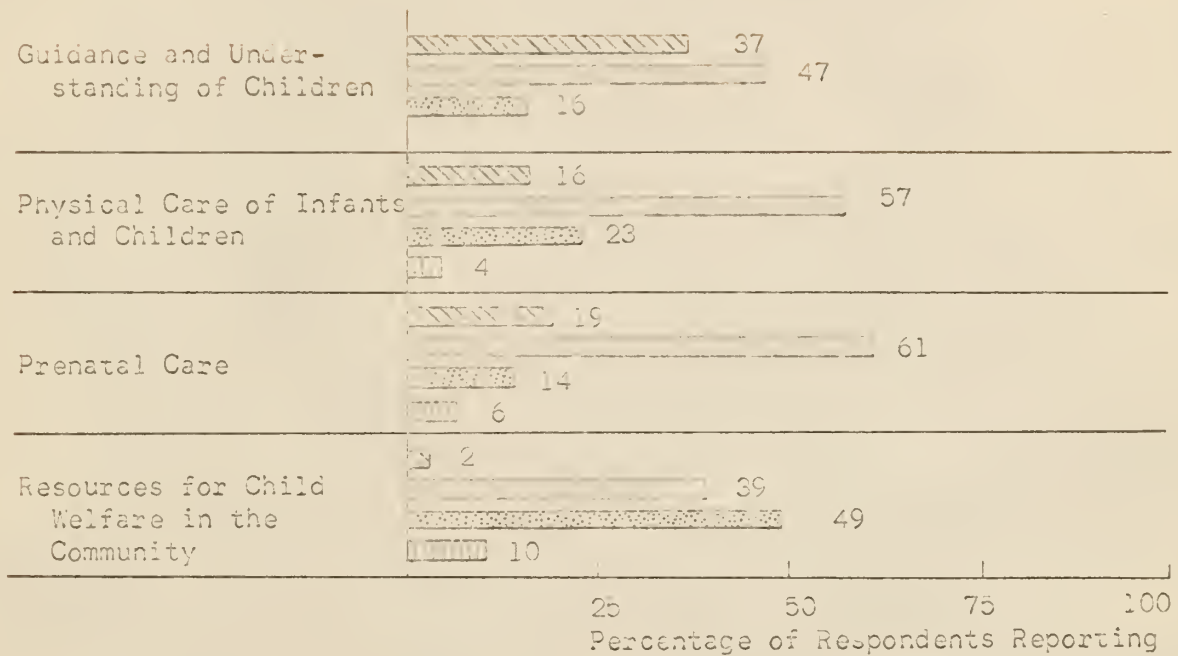 Guidance and Under-
standing of Children
37
47
16
Physical Care of Infants
and Children
16
57
23
4
Prenatal Care
19
61
14
6
Resources for Child
Welfare in the
Community
2
39
49
10
25 50 75 100
Percentage of Respondents Reporting